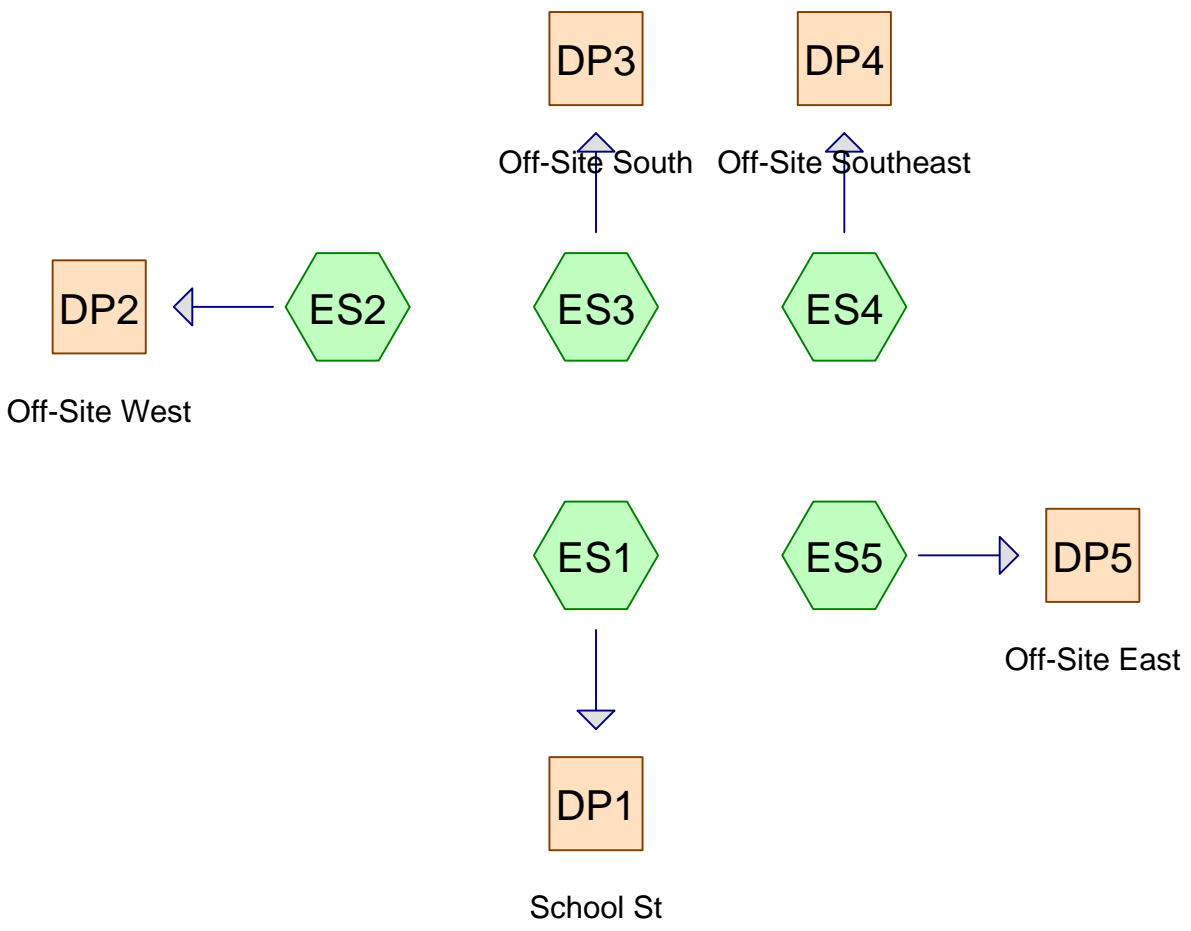 DP3
DP4
Off-Site South
Off-Site Southeast
DP2
ES2
ES3
ES4
Off-Site West
ES1
ES5
DP5
Off-Site East
DP1
School St